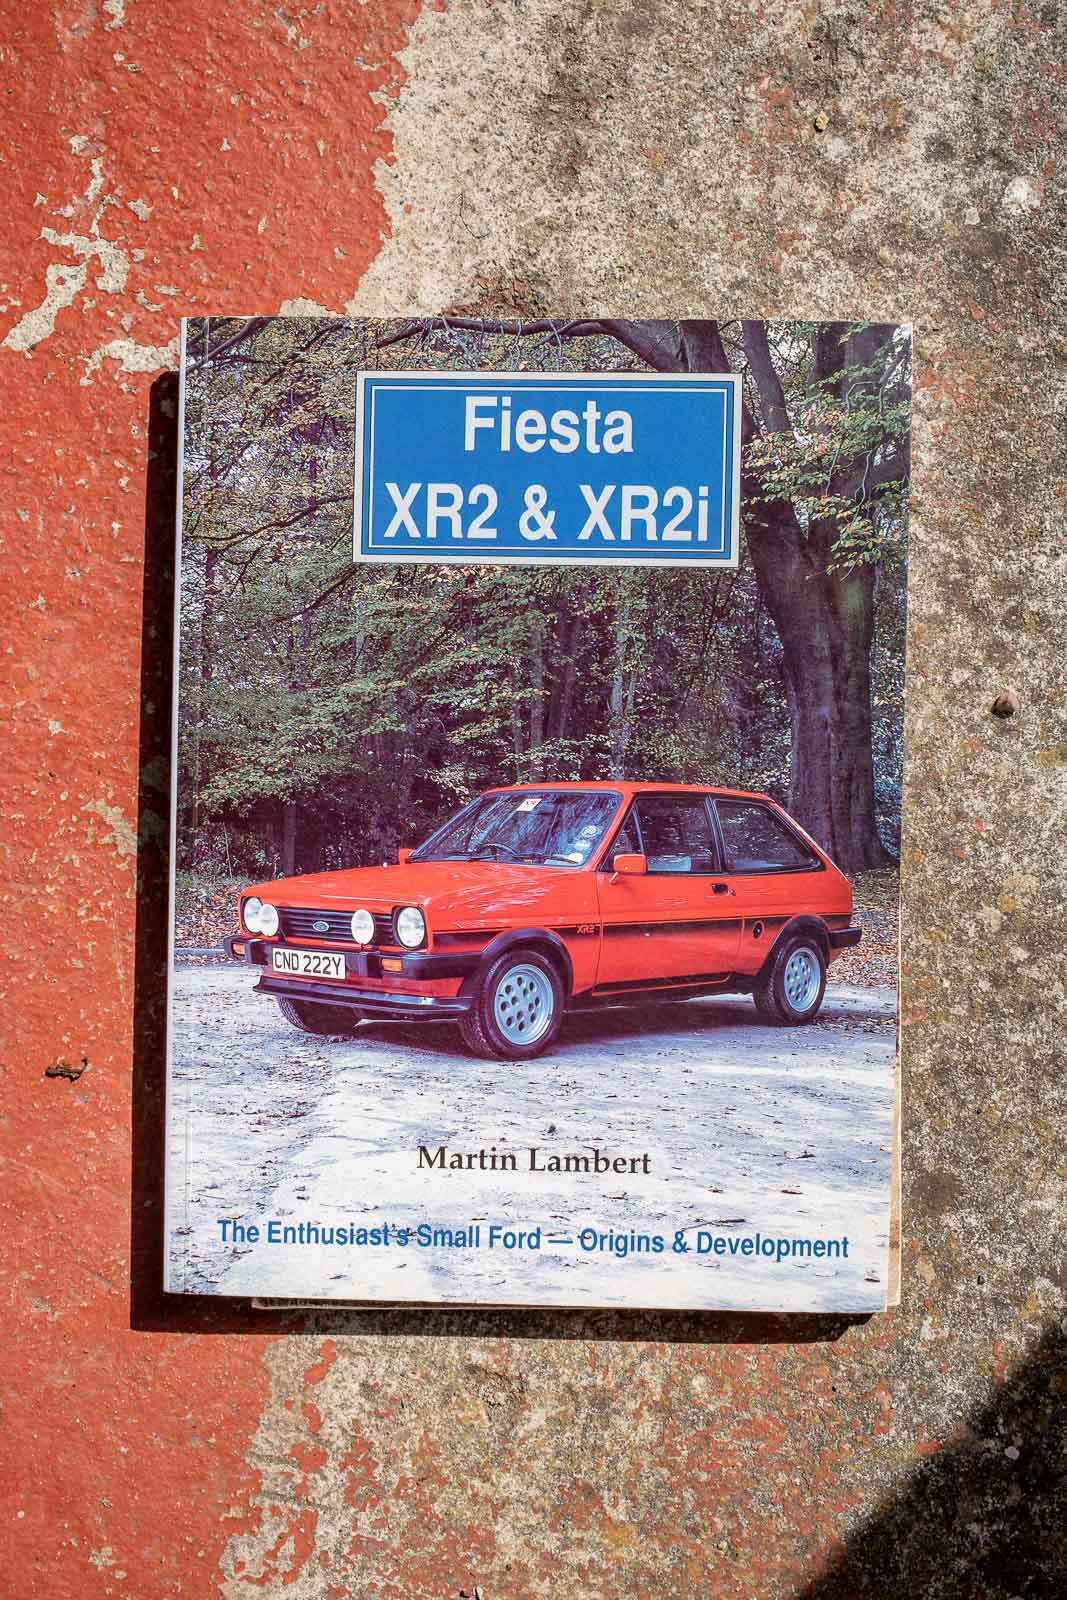 Fiesta
XR2 & XR2i
XR2
CND 222Y
Martin Lambert
The Enthusiast's Small Ford — Origins & Development